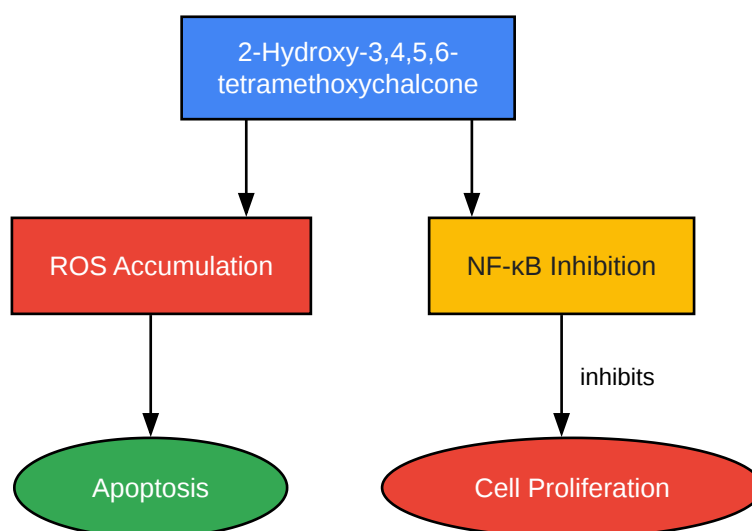 2-Hydroxy-3,4,5,6-
tetramethoxychalcone
ROS Accumulation
NF-κB Inhibition
inhibits
Apoptosis
Cell Proliferation